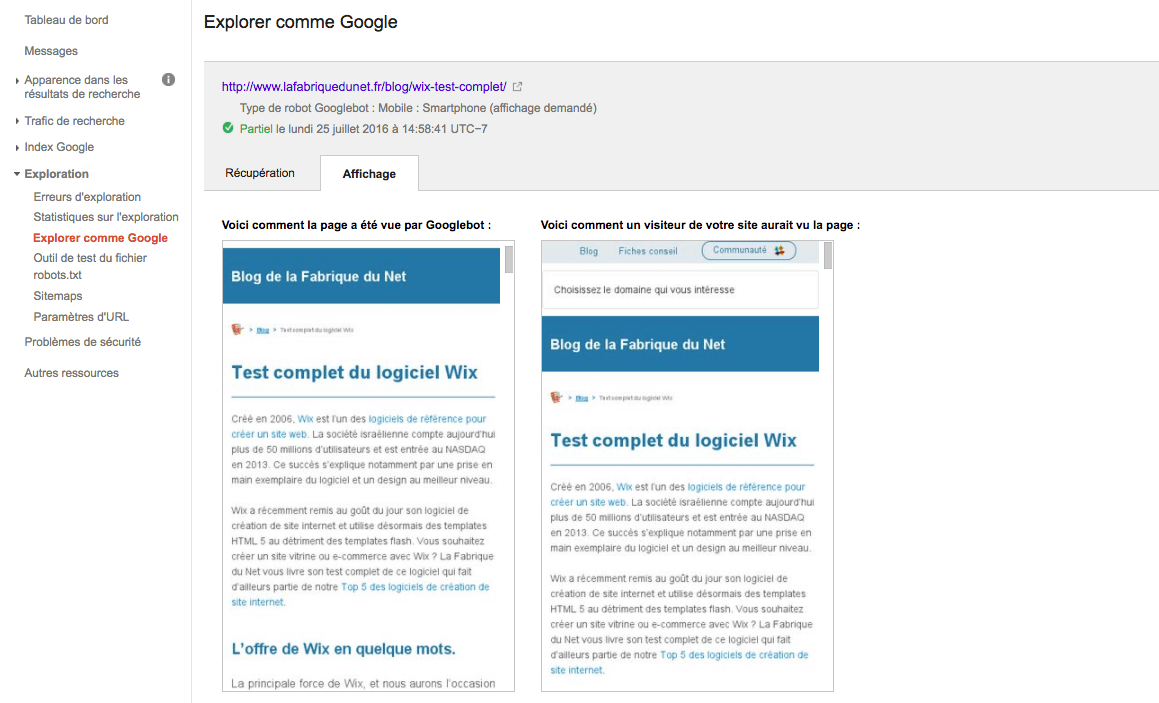 Tableau de bord
Messages
Apparence dans les
résultats de recherche
Trafic de recherche
Index Google
Exploration
Erreurs d'exploration
Statistiques sur l'exploration
Explorer comme Google
Outil de test du fichier
robots.txt
Sitemaps
Paramètres d'URL
Problèmes de sécurité
Autres ressources
Explorer comme Google
http://www.lafabriquedunet.fr/blog/wix-test-complet/
Type de robot Googlebot : Mobile : Smartphone (affichage demandé)
Partiel le lundi 25 juillet 2016 à 14:58:41 UTC−7
Récupération
Affichage
Voici comment la page a été vue par Googlebot :
Blog de la Fabrique du Net
> Blog > Test complet du logiciel Wix
Test complet du logiciel Wix
Créé en 2006, Wix est l'un des logiciels de référence pour
créer un site web. La société israélienne compte aujourd'hui
plus de 50 millions d'utilisateurs et est entrée au NASDAQ
en 2013. Ce succès s'explique notamment par une prise en
main exemplaire du logiciel et un design au meilleur niveau.
Wix a récemment remis au goût du jour son logiciel de
création de site internet et utilise désormais des templates
HTML 5 au détriment des templates flash. Vous souhaitez
créer un site vitrine ou e-commerce avec Wix ? La Fabrique
du Net vous livre son test complet de ce logiciel qui fait
d'ailleurs partie de notre Top 5 des logiciels de création de
site internet.
L'offre de Wix en quelque mots.
La principale force de Wix, et nous aurons l'occasion
Voici comment un visiteur de votre site aurait vu la page :
Blog Fiches conseil Communauté
Choisissez le domaine qui vous intéresse
Blog de la Fabrique du Net
> Blog > Test complet du logiciel Wix
Test complet du logiciel Wix
Créé en 2006, Wix est l'un des logiciels de référence pour
créer un site web. La société israélienne compte aujourd'hui
plus de 50 millions d'utilisateurs et est entrée au NASDAQ
en 2013. Ce succès s'explique notamment par une prise en
main exemplaire du logiciel et un design au meilleur niveau.
Wix a récemment remis au goût du jour son logiciel de
création de site internet et utilise désormais des templates
HTML 5 au détriment des templates flash. Vous souhaitez
créer un site vitrine ou e-commerce avec Wix ? La Fabrique
du Net vous livre son test complet de ce logiciel qui fait
d'ailleurs partie de notre Top 5 des logiciels de création de
site internet.